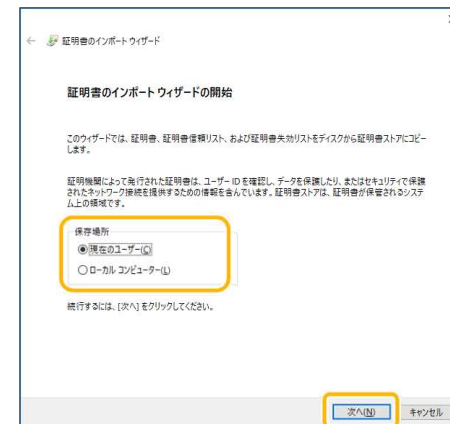 証明書のインポート ウィザード
証明書のインポート ウィザードの開始
このウィザードでは、証明書、証明書信頼リスト、および証明書失効リストをディスクから証明書ストアにコピー
します。
証明機関によって発行された証明書は、ユーザー ID を確認し、データを保護したり、またはセキュリティで保護
されたネットワーク接続を提供するための情報を含んでいます。証明書ストアは、証明書が保管されるシステ
ム上の領域です。
保存場所
現在のユーザー(C)
ローカル コンピューター(L)
続行するには、[次へ] をクリックしてください。
次へ(N)
キャンセル